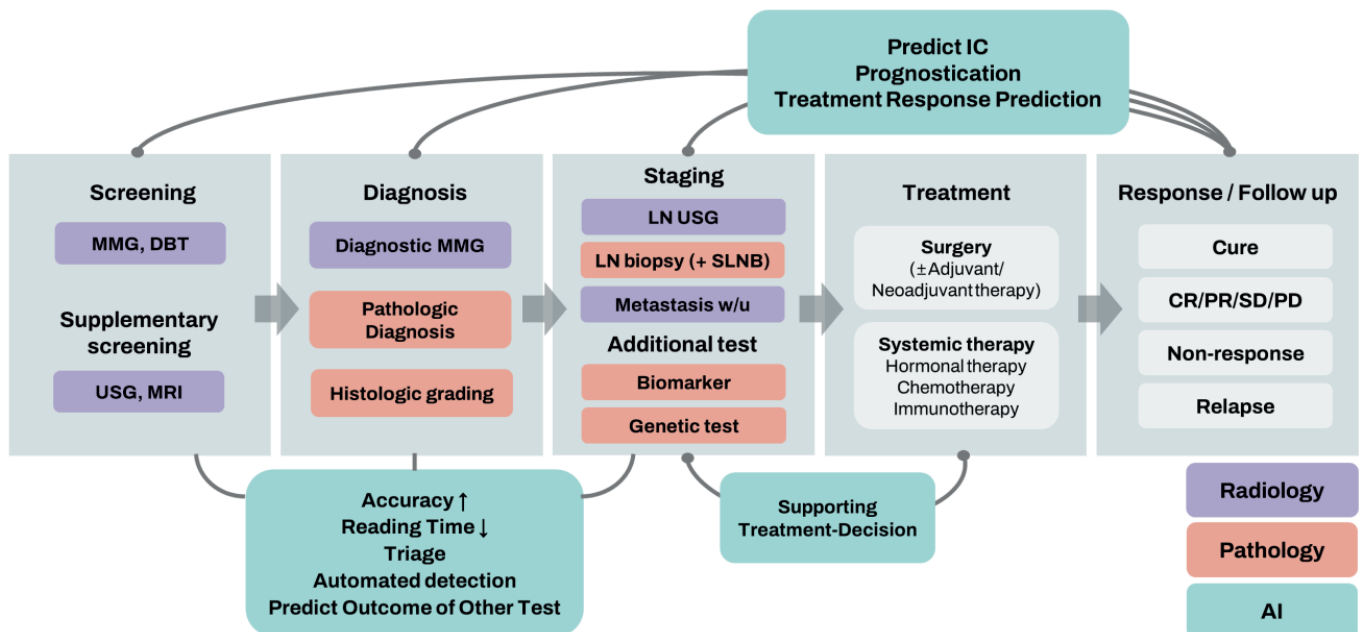 Predict IC
Prognostication
Treatment Response Prediction
Screening
MMG, DBT
Supplementary
screening
USG, MRI
Diagnosis
Diagnostic MMG
Pathologic
Diagnosis
Histologic grading
Staging
LN USG
LN biopsy (+ SLNB)
Metastasis w/u
Additional test
Biomarker
Genetic test
Treatment
Surgery
(±Adjuvant/
Neoadjuvant therapy)
Systemic therapy
Hormonal therapy
Chemotherapy
Immunotherapy
Response / Follow up
Cure
CR/PR/SD/PD
Non-response
Relapse
Accuracy ↑
Reading Time ↓
Triage
Automated detection
Predict Outcome of Other Test
Supporting
Treatment-Decision
Radiology
Pathology
AI